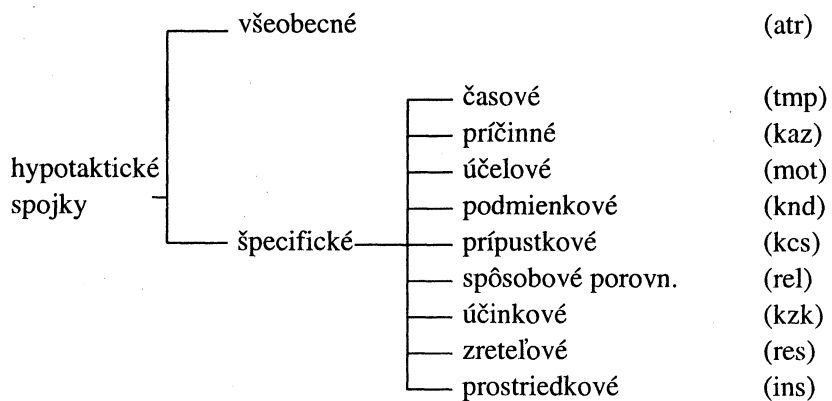 všeobecné (atr)
časové (tmp)
príčinné (kaz)
hypotaktické účelové (mot)
spojky podmienkové (knd)
špecifické prípustkové (kcs)
spôsobové porovn. (rel)
účinkové (kzk)
zreteľové (res)
prostriedkové (ins)